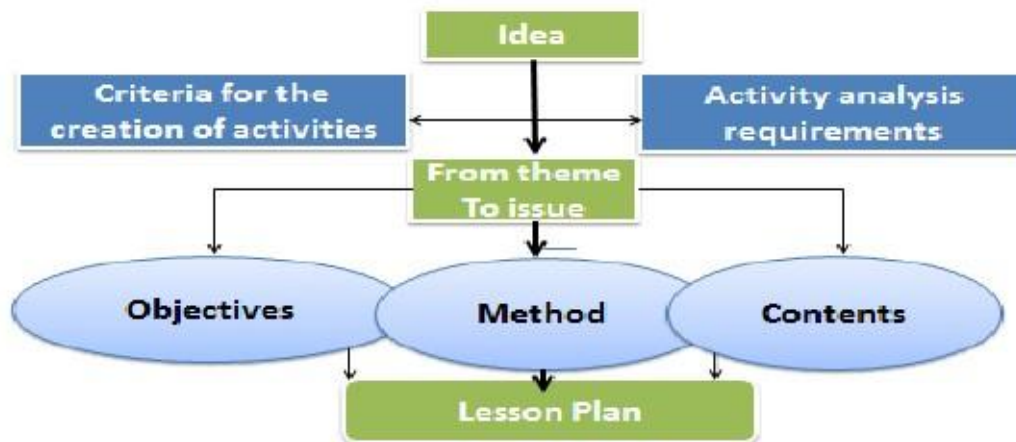 Idea
Criteria for the
creation of activities
Activity analysis
requirements
From theme
To issue
Objectives
Method
Contents
Lesson Plan